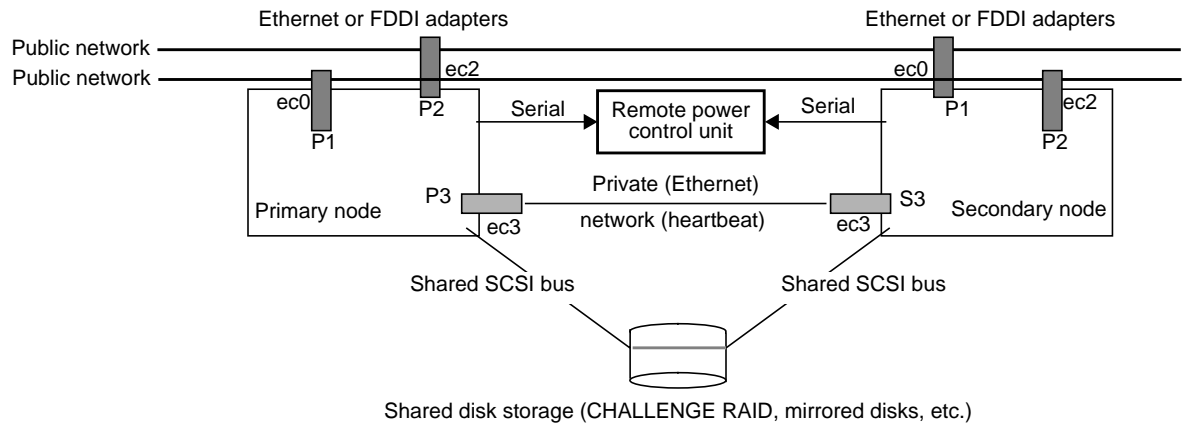 Ethernet or FDDI adapters
Ethernet or FDDI adapters
Public network
Public network
ec2
ec0
ec0
ec2
P2
P1
P1
P2
Serial
Remote power
control unit
Serial
P3
Private (Ethernet)
S3
Primary node
network (heartbeat)
Secondary node
ec3
ec3
Shared SCSI bus
Shared SCSI bus
Shared disk storage (CHALLENGE RAID, mirrored disks, etc.)